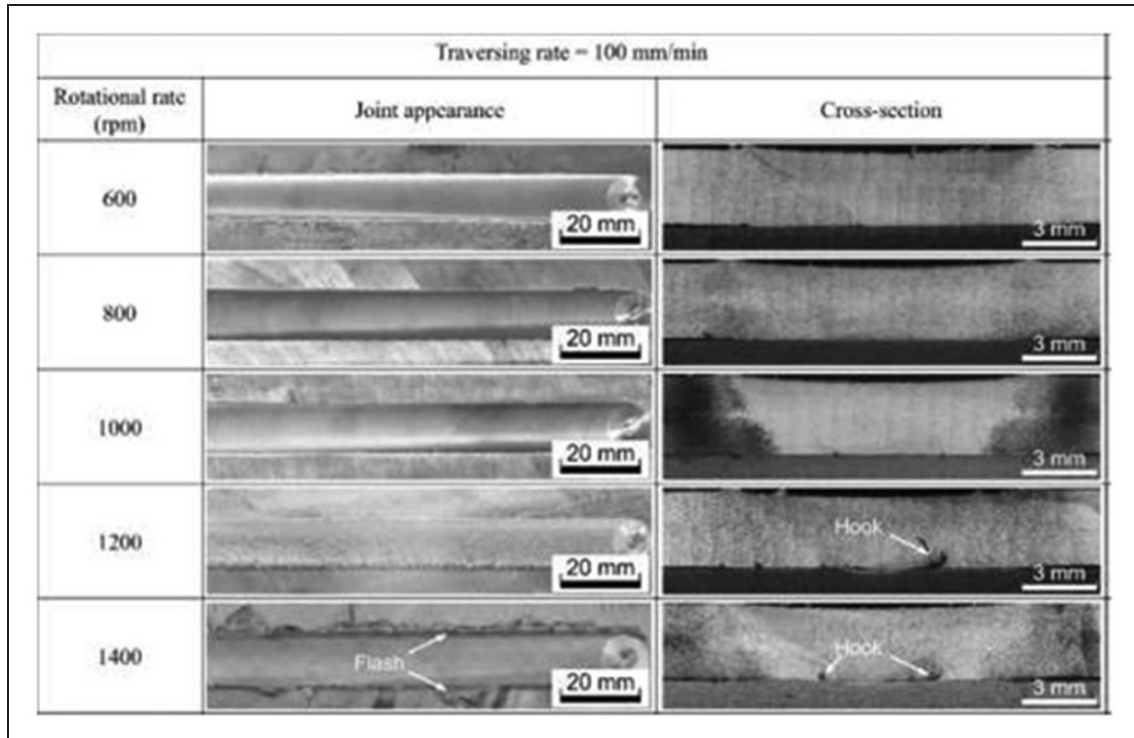 Traversing rate = 100 mm/min
Rotational rate
(rpm)
Joint appearance
Cross-section
600
20 mm
3 mm
800
20 mm
3 mm
1000
20 mm
3 mm
1200
20 mm
Hook
3 mm
1400
Flash
20 mm
Hook
3 mm